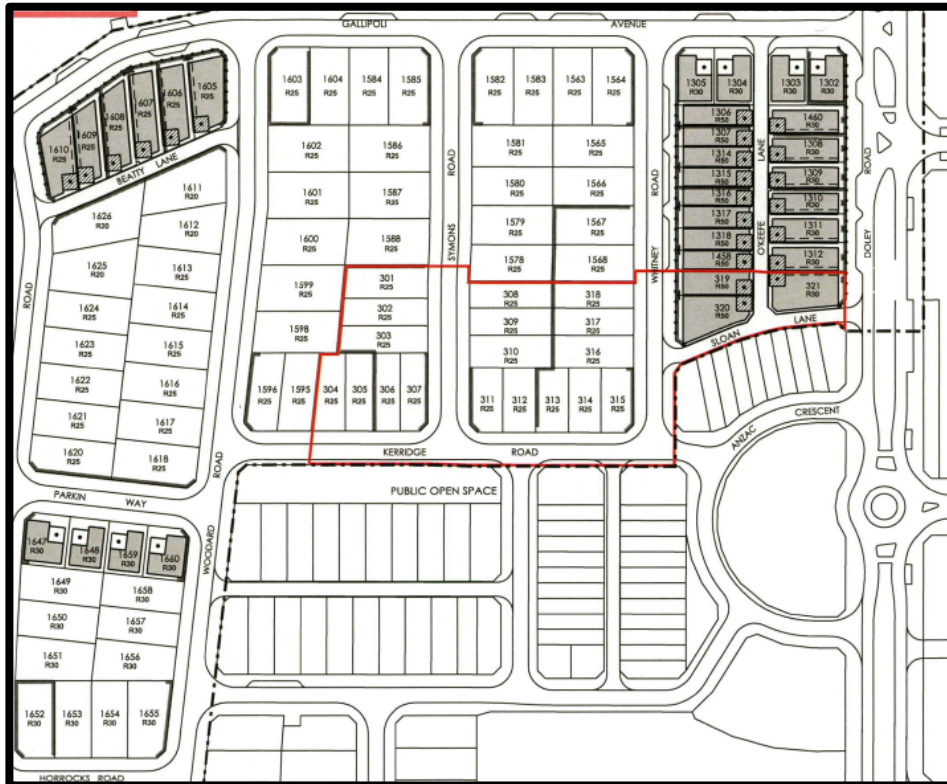 GALLIPOLI AVENUE
1603
R25
1604
R25
1584
R25
1585
R25
1582
R25
1583
R25
1563
R25
1564
R25
1305
R30
1304
R30
1303
R30
1302
R30
1610
R25
1609
R25
1608
R25
1607
R25
1606
R25
1605
R25
BEATTY LANE
1602
R25
1586
R25
1601
R25
1587
R25
1600
R25
1588
R25
1599
R25
1598
R25
1596
R25
1595
R25
301
R25
302
R25
303
R25
304
R25
305
R25
306
R25
307
R25
SYMONS ROAD
1581
R25
1565
R25
1580
R25
1566
R25
1579
R25
1567
R25
1578
R25
1568
R25
308
R25
318
R25
309
R25
317
R25
310
R25
316
R25
311
R25
312
R25
313
R25
314
R25
315
R25
WHITNEY ROAD
1306
R50
1307
R50
1314
R50
1315
R50
1316
R50
1317
R50
1318
R50
1458
R50
319
R50
320
R50
O'KEEFE LANE
1460
R30
1308
R30
1309
R30
1310
R30
1311
R30
1312
R30
321
R30
DOLEY ROAD
SLOAN LANE
ANZAC CRESCENT
1626
R20
1611
R20
1612
R20
1625
R20
1613
R25
1624
R25
1614
R25
1623
R25
1615
R25
1622
R25
1616
R25
1621
R25
1617
R25
1620
R25
1618
R25
ROAD
KERRIDGE ROAD
PUBLIC OPEN SPACE
PARKIN WAY
WOODARD ROAD
1647
R30
1648
R30
1659
R30
1660
R30
1649
R30
1658
R30
1650
R30
1657
R30
1651
R30
1656
R30
1652
R30
1653
R30
1654
R30
1655
R30
HORROCKS ROAD